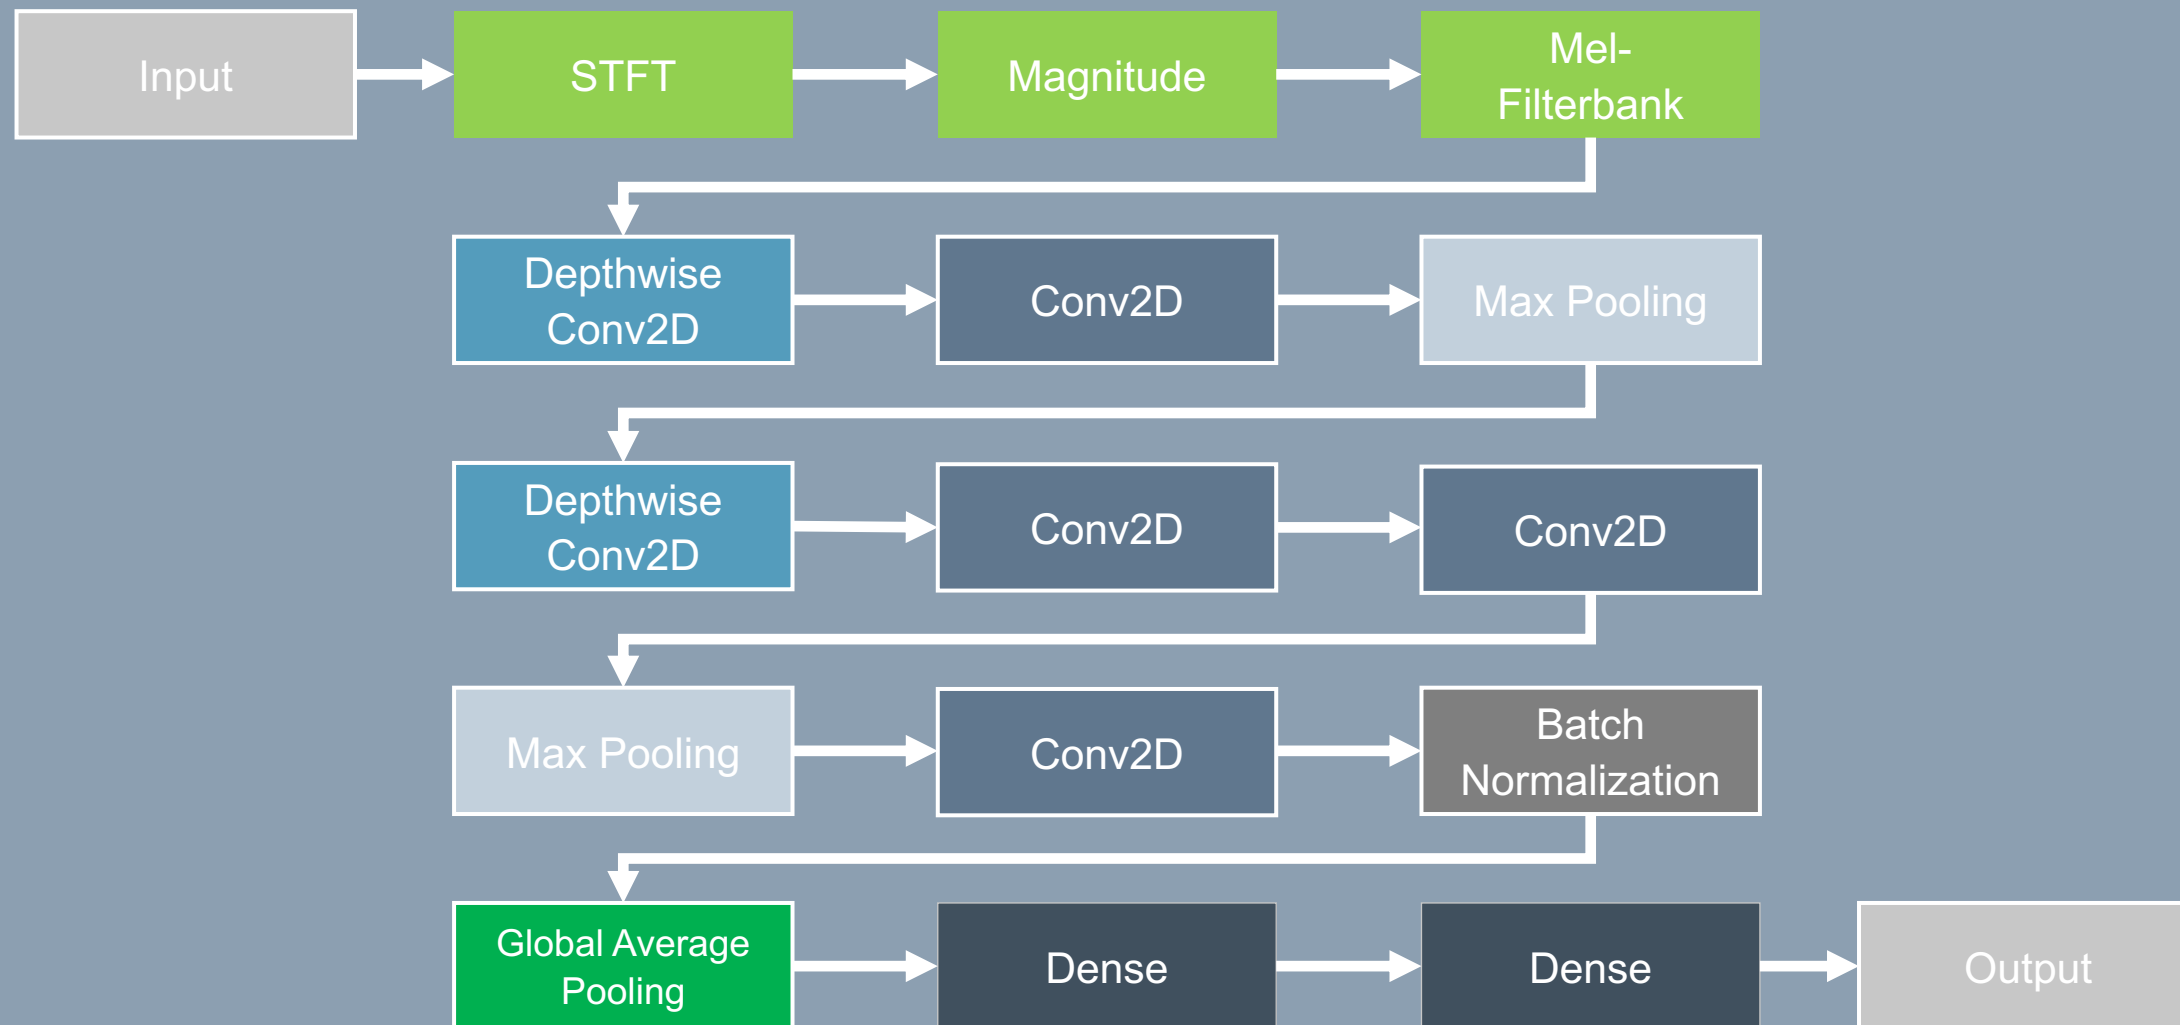 Input
STFT
Magnitude
Mel-
Filterbank
Depthwise
Conv2D
Conv2D
Max Pooling
Depthwise
Conv2D
Conv2D
Conv2D
Max Pooling
Conv2D
Batch
Normalization
Global Average
Pooling
Dense
Dense
Output